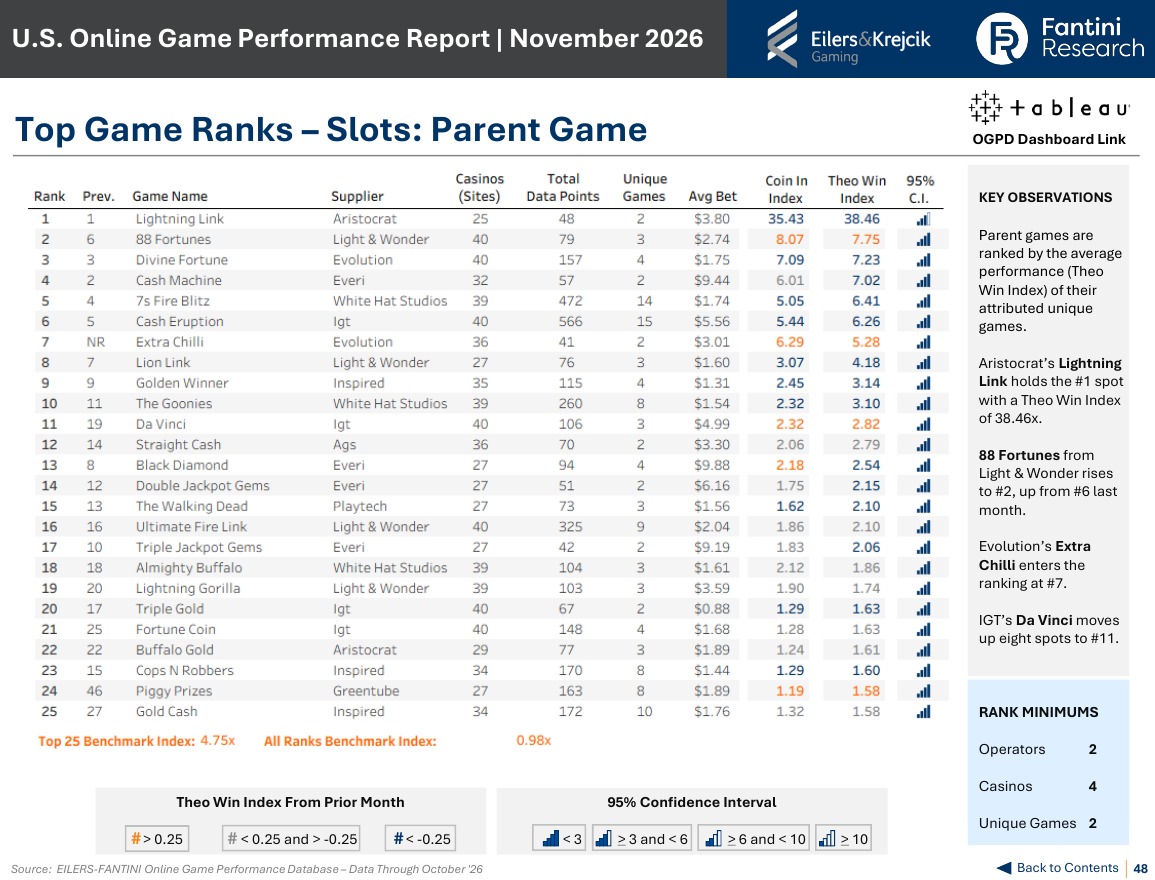 U.S. Online Game Performance Report | November 2026
Eilers&Krejcik
Gaming
Fantini
Research
Top Game Ranks – Slots: Parent Game
+ableau
OGPD Dashboard Link
Rank Prev. Game Name Supplier Casinos (Sites) Total Data Points Unique Games Avg Bet Coin In Index Theo Win Index 95% C.I.
1 1 Lightning Link Aristocrat 25 48 2 $3.80 35.43 38.46
2 6 88 Fortunes Light & Wonder 40 79 3 $2.74 8.07 7.75
3 3 Divine Fortune Evolution 40 157 4 $1.75 7.09 7.23
4 2 Cash Machine Everi 32 57 2 $9.44 6.01 7.02
5 4 7s Fire Blitz White Hat Studios 39 472 14 $1.74 5.05 6.41
6 5 Cash Eruption Igt 40 566 15 $5.56 5.44 6.26
7 NR Extra Chilli Evolution 36 41 2 $3.01 6.29 5.28
8 7 Lion Link Light & Wonder 27 76 3 $1.60 3.07 4.18
9 9 Golden Winner Inspired 35 115 4 $1.31 2.45 3.14
10 11 The Goonies White Hat Studios 39 260 8 $1.54 2.32 3.10
11 19 Da Vinci Igt 40 106 3 $4.99 2.32 2.82
12 14 Straight Cash Ags 36 70 2 $3.30 2.06 2.79
13 8 Black Diamond Everi 27 94 4 $9.88 2.18 2.54
14 12 Double Jackpot Gems Everi 27 51 2 $6.16 1.75 2.15
15 13 The Walking Dead Playtech 27 73 3 $1.56 1.62 2.10
16 16 Ultimate Fire Link Light & Wonder 40 325 9 $2.04 1.86 2.10
17 10 Triple Jackpot Gems Everi 27 42 2 $9.19 1.83 2.06
18 18 Almighty Buffalo White Hat Studios 39 104 3 $1.61 2.12 1.86
19 20 Lightning Gorilla Light & Wonder 39 103 3 $3.59 1.90 1.74
20 17 Triple Gold Igt 40 67 2 $0.88 1.29 1.63
21 25 Fortune Coin Igt 40 148 4 $1.68 1.28 1.63
22 22 Buffalo Gold Aristocrat 29 77 3 $1.89 1.24 1.61
23 15 Cops N Robbers Inspired 34 170 8 $1.44 1.29 1.60
24 46 Piggy Prizes Greentube 27 163 8 $1.89 1.19 1.58
25 27 Gold Cash Inspired 34 172 10 $1.76 1.32 1.58
Top 25 Benchmark Index: 4.75x All Ranks Benchmark Index: 0.98x
Theo Win Index From Prior Month
# > 0.25 # < 0.25 and > -0.25 # < -0.25
95% Confidence Interval
< 3 ≥ 3 and < 6 ≥ 6 and < 10 ≥ 10
KEY OBSERVATIONS
Parent games are
ranked by the average
performance (Theo
Win Index) of their
attributed unique
games.
Aristocrat's Lightning
Link holds the #1 spot
with a Theo Win Index
of 38.46x.
88 Fortunes from
Light & Wonder rises
to #2, up from #6 last
month.
Evolution's Extra
Chilli enters the
ranking at #7.
IGT's Da Vinci moves
up eight spots to #11.
RANK MINIMUMS
Operators 2
Casinos 4
Unique Games 2
Source: EILERS-FANTINI Online Game Performance Database – Data Through October '26
Back to Contents | 48